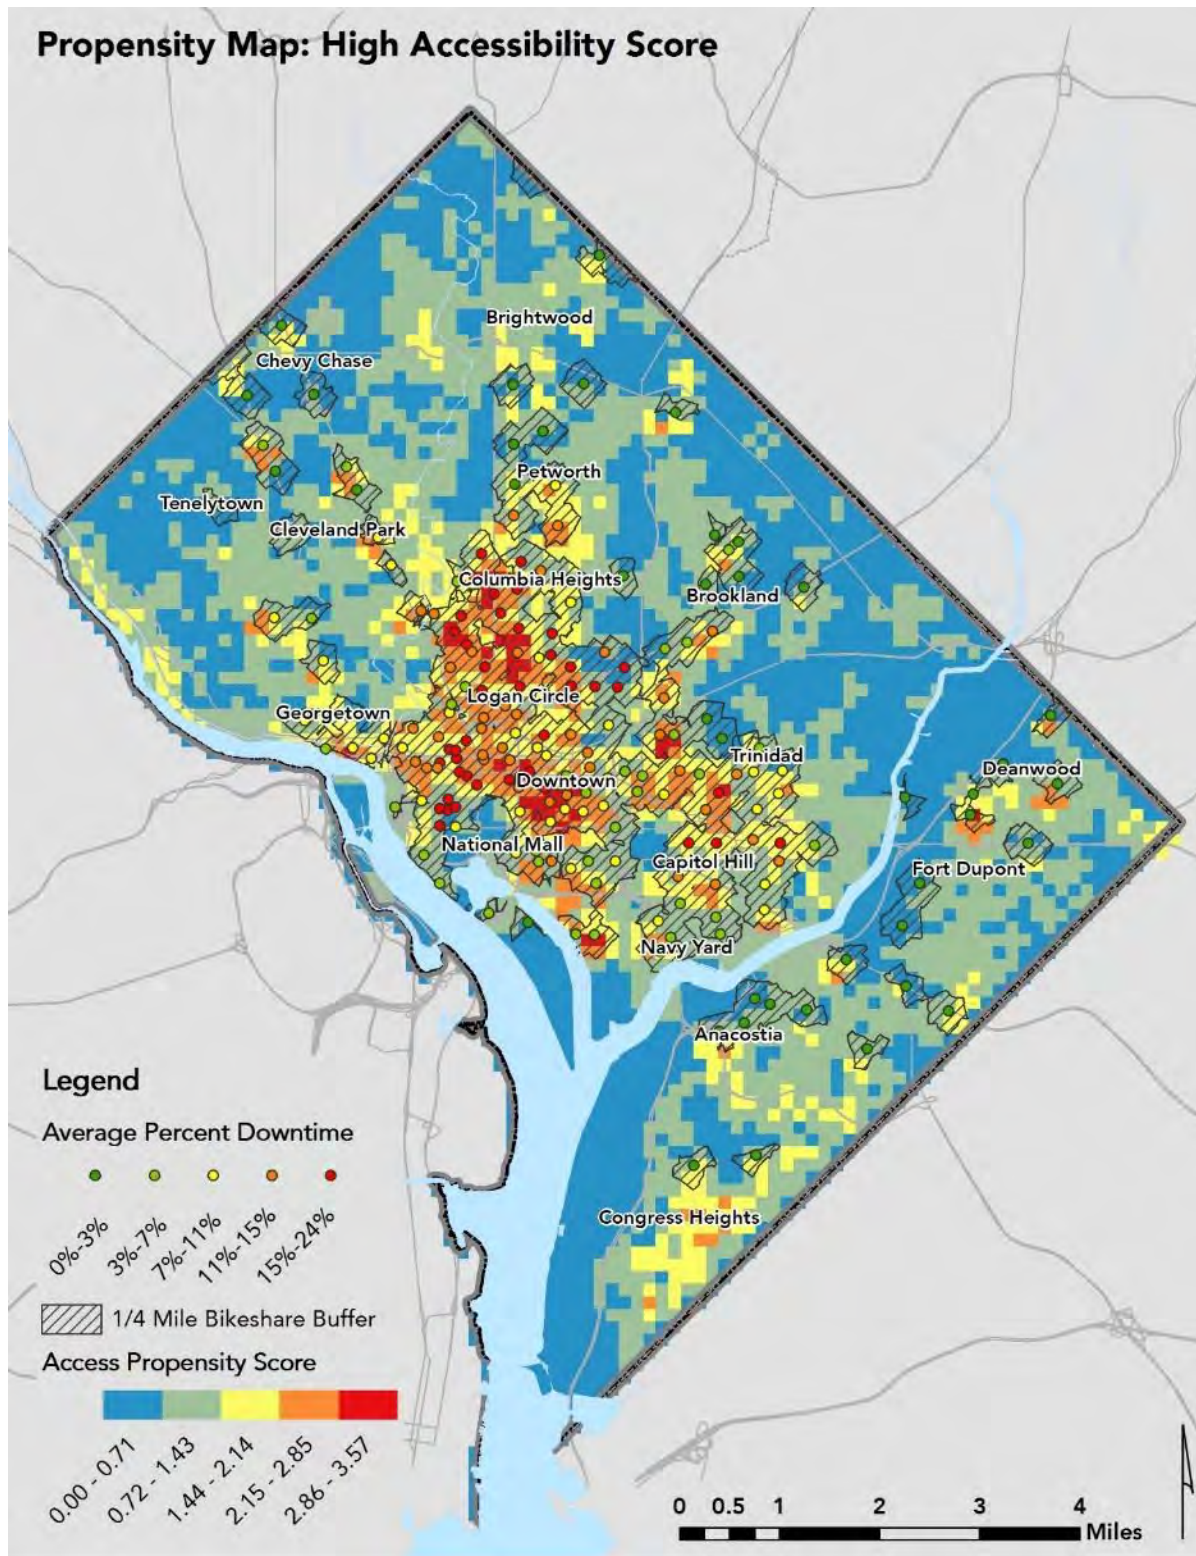 Propensity Map: High Accessibility Score
Brightwood
Chevy Chase
Petworth
Tenelytown
Cleveland Park
Columbia Heights
Brookland
Logan Circle
Georgetown
Trinidad
Deanwood
Downtown
National Mall
Capitol Hill
Fort Dupont
Navy Yard
Anacostia
Congress Heights
Legend
Average Percent Downtime
0%-3%
3%-7%
7%-11%
11%-15%
15%-24%
1/4 Mile Bikeshare Buffer
Access Propensity Score
0.00 - 0.71
0.72 - 1.43
1.44 - 2.14
2.15 - 2.85
2.86 - 3.57
0 0.5 1 2 3 4
Miles